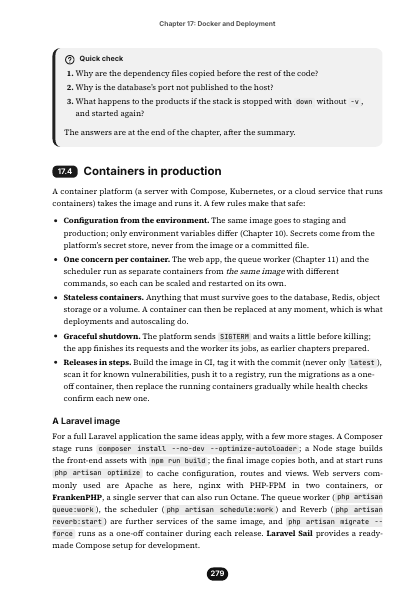 Chapter 17: Docker and Deployment
? Quick check
1. Why are the dependency files copied before the rest of the code?
2. Why is the database's port not published to the host?
3. What happens to the products if the stack is stopped with down without -v,
and started again?
The answers are at the end of the chapter, after the summary.
17.4 Containers in production
A container platform (a server with Compose, Kubernetes, or a cloud service that runs
containers) takes the image and runs it. A few rules make that safe:
• Configuration from the environment. The same image goes to staging and
production; only environment variables differ (Chapter 10). Secrets come from the
platform's secret store, never from the image or a committed file.
• One concern per container. The web app, the queue worker (Chapter 11) and the
scheduler run as separate containers from the same image with different
commands, so each can be scaled and restarted on its own.
• Stateless containers. Anything that must survive goes to the database, Redis, object
storage or a volume. A container can then be replaced at any moment, which is what
deployments and autoscaling do.
• Graceful shutdown. The platform sends SIGTERM and waits a little before killing;
the app finishes its requests and the worker its jobs, as earlier chapters prepared.
• Releases in steps. Build the image in CI, tag it with the commit (never only latest),
scan it for known vulnerabilities, push it to a registry, run the migrations as a one-
off container, then replace the running containers gradually while health checks
confirm each new one.
A Laravel image
For a full Laravel application the same ideas apply, with a few more stages. A Composer
stage runs composer install --no-dev --optimize-autoloader; a Node stage builds
the front-end assets with npm run build; the final image copies both, and at start runs
php artisan optimize to cache configuration, routes and views. Web servers com-
monly used are Apache as here, nginx with PHP-FPM in two containers, or
FrankenPHP, a single server that can also run Octane. The queue worker (php artisan
queue:work), the scheduler (php artisan schedule:work) and Reverb (php artisan
reverb:start) are further services of the same image, and php artisan migrate --
force runs as a one-off container during each release. Laravel Sail provides a ready-
made Compose setup for development.
279